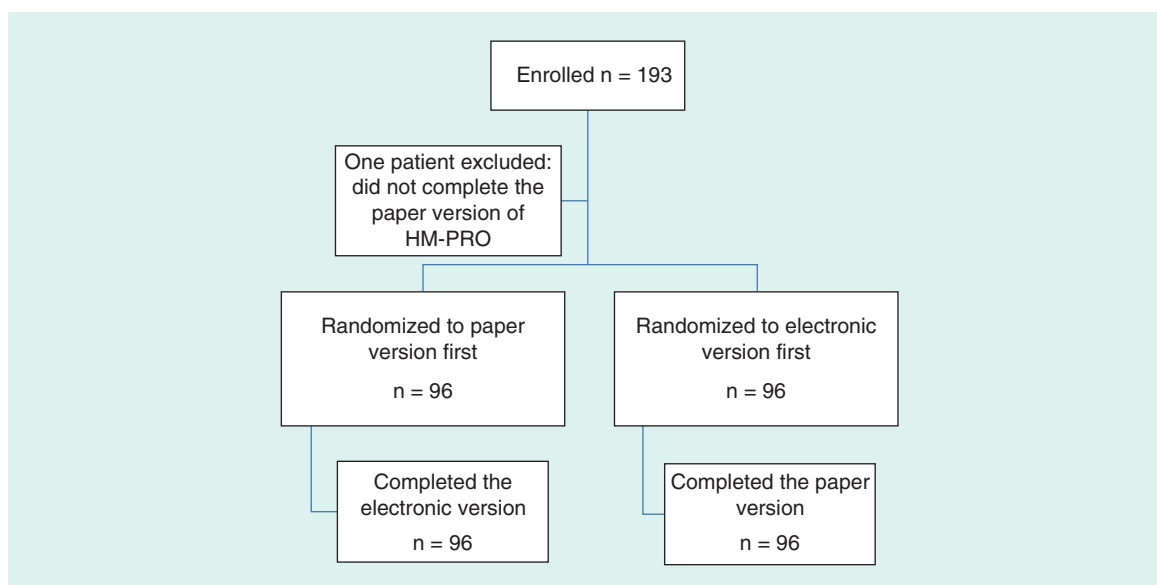 Enrolled n = 193
One patient excluded:
did not complete the
paper version of
HM-PRO
Randomized to paper
version first
n = 96
Randomized to electronic
version first
n = 96
Completed the
electronic version
n = 96
Completed the paper
version
n = 96